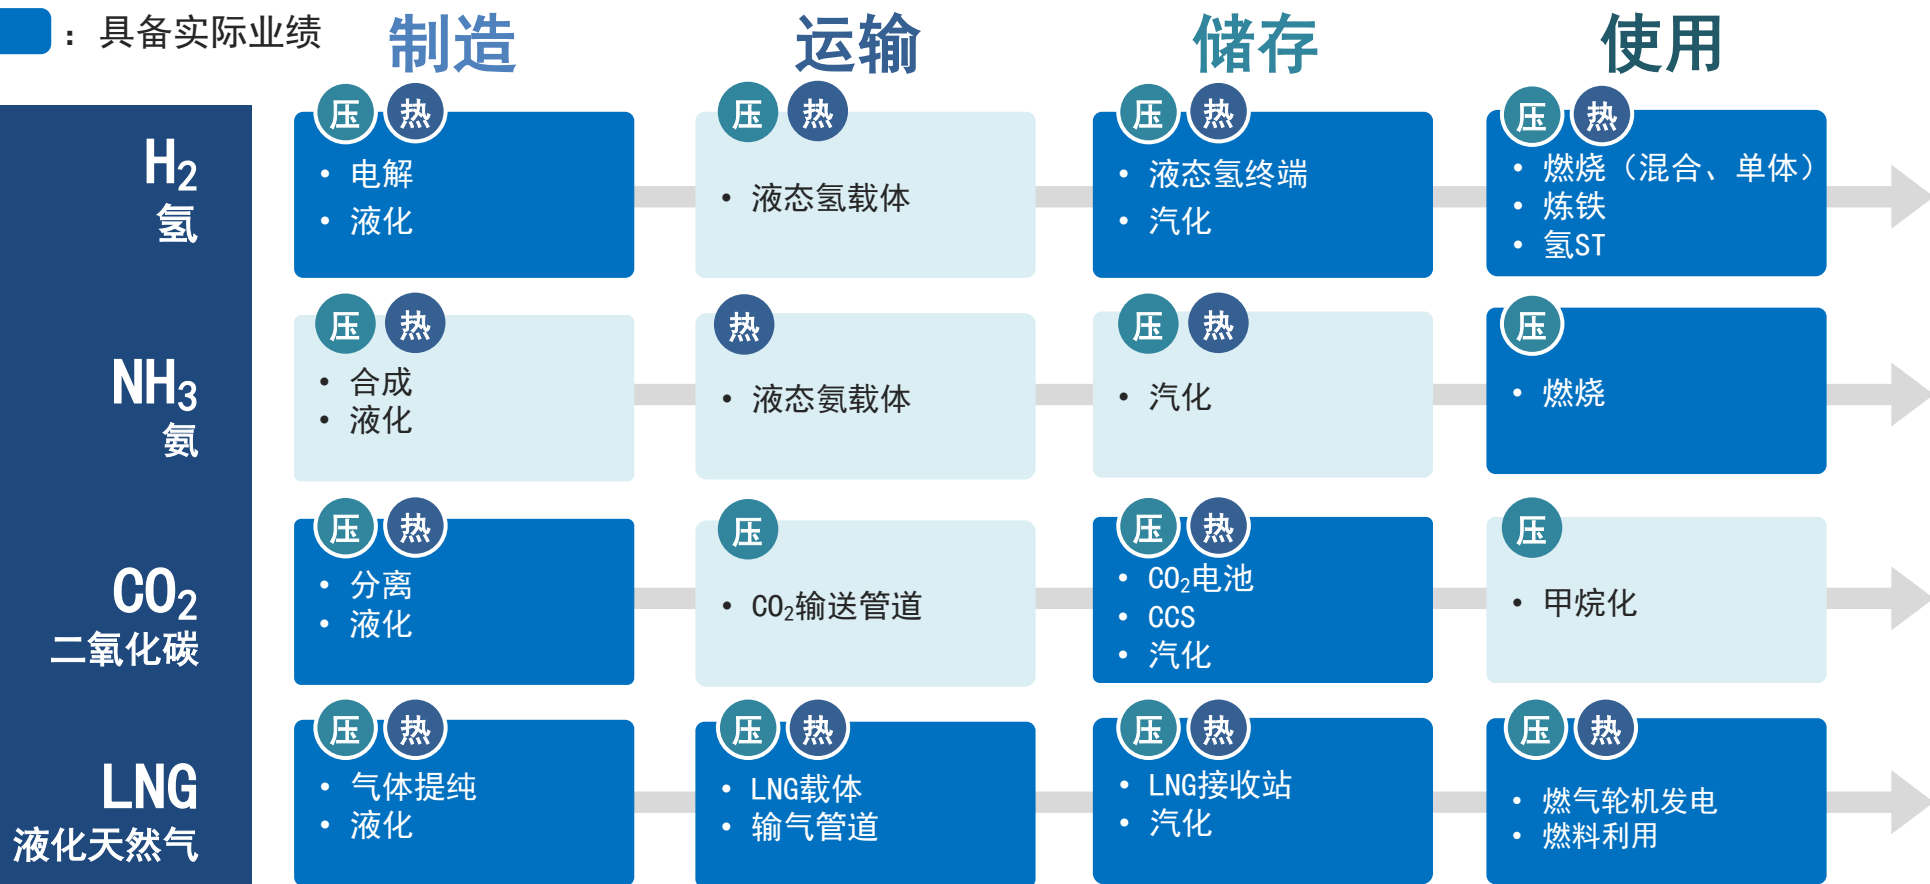 ：具备实际业绩
制造
运输
储存
使用
H₂
氢
压 热
• 电解
• 液化
压 热
• 液态氢载体
压 热
• 液态氢终端
• 汽化
压 热
• 燃烧（混合、单体）
• 炼铁
• 氢ST
NH₃
氨
压 热
• 合成
• 液化
热
• 液态氨载体
压 热
• 汽化
压
• 燃烧
CO₂
二氧化碳
压 热
• 分离
• 液化
压
• CO₂输送管道
压 热
• CO₂电池
• CCS
• 汽化
压
• 甲烷化
LNG
液化天然气
压 热
• 气体提纯
• 液化
压 热
• LNG载体
• 输气管道
压 热
• LNG接收站
• 汽化
压 热
• 燃气轮机发电
• 燃料利用